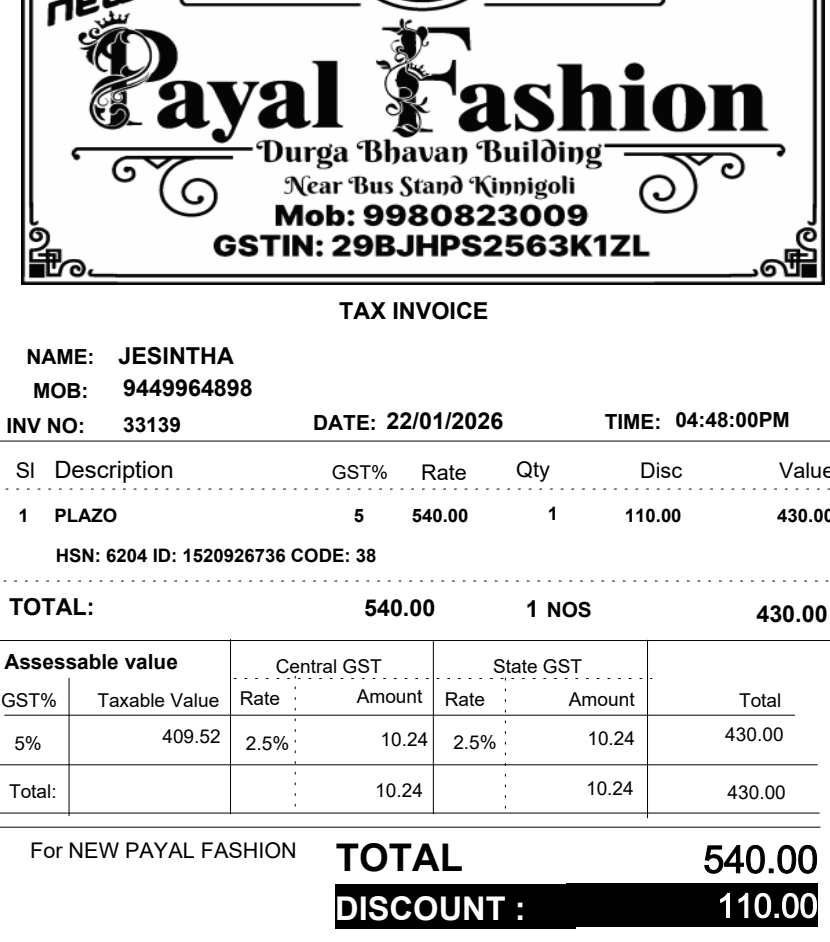 new
Payal Fashion
Durga Bhavan Building
Near Bus Stand Kinnigoli
Mob: 9980823009
GSTIN: 29BJHPS2563K1ZL
TAX INVOICE
NAME: JESINTHA
MOB: 9449964898
INV NO: 33139 DATE: 22/01/2026 TIME: 04:48:00PM
Sl Description GST% Rate Qty Disc Value
1 PLAZO 5 540.00 1 110.00 430.00
HSN: 6204 ID: 1520926736 CODE: 38
TOTAL: 540.00 1 NOS 430.00
Assessable value Central GST State GST
GST% Taxable Value Rate Amount Rate Amount Total
5% 409.52 2.5% 10.24 2.5% 10.24 430.00
Total: 10.24 10.24 430.00
For NEW PAYAL FASHION TOTAL 540.00
DISCOUNT : 110.00